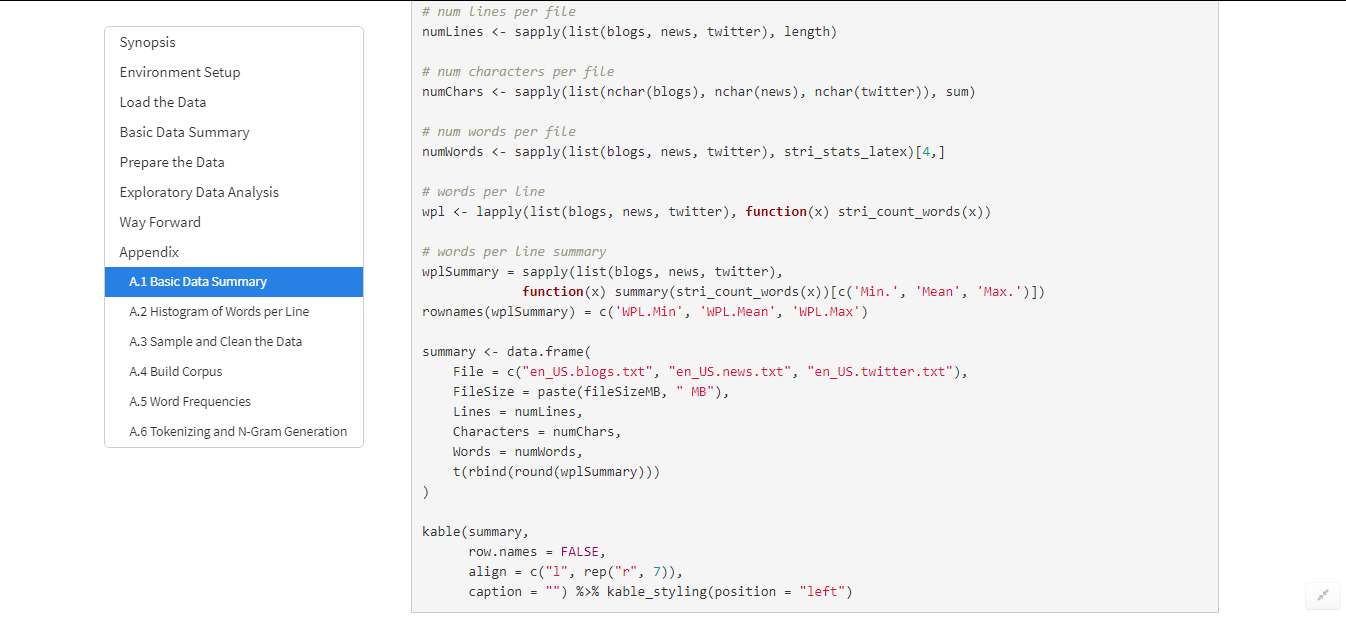 Synopsis
Environment Setup
Load the Data
Basic Data Summary
Prepare the Data
Exploratory Data Analysis
Way Forward
Appendix
A.1 Basic Data Summary
A.2 Histogram of Words per Line
A.3 Sample and Clean the Data
A.4 Build Corpus
A.5 Word Frequencies
A.6 Tokenizing and N-Gram Generation
# num lines per file
numLines <- sapply(list(blogs, news, twitter), length)
# num characters per file
numChars <- sapply(list(nchar(blogs), nchar(news), nchar(twitter)), sum)
# num words per file
numWords <- sapply(list(blogs, news, twitter), stri_stats_latex)[4,]
# words per line
wpl <- lapply(list(blogs, news, twitter), function(x) stri_count_words(x))
# words per line summary
wplSummary = sapply(list(blogs, news, twitter),
             function(x) summary(stri_count_words(x))[c('Min.', 'Mean', 'Max.')])
rownames(wplSummary) = c('WPL.Min', 'WPL.Mean', 'WPL.Max')
summary <- data.frame(
    File = c("en_US.blogs.txt", "en_US.news.txt", "en_US.twitter.txt"),
    FileSize = paste(fileSizeMB, " MB"),
    Lines = numLines,
    Characters = numChars,
    Words = numWords,
    t(rbind(round(wplSummary)))
)
kable(summary,
      row.names = FALSE,
      align = c("l", rep("r", 7)),
      caption = "") %>% kable_styling(position = "left")